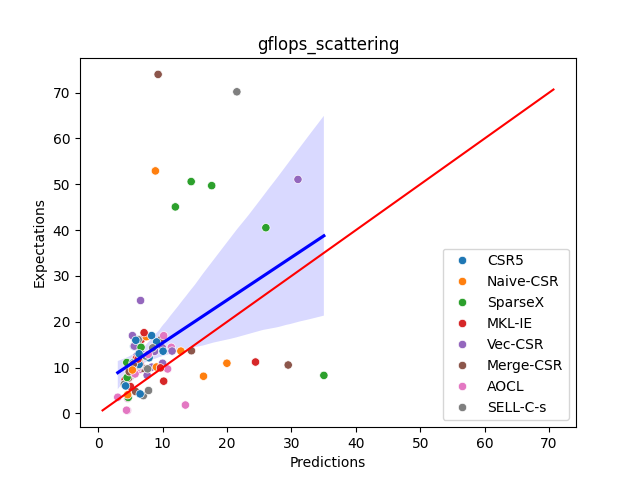 gflops_scattering
70
60
50
40
30
20
10
0
Expectations
CSR5
Naive-CSR
SparseX
MKL-IE
Vec-CSR
Merge-CSR
AOCL
SELL-C-s
0 10 20 30 40 50 60 70
Predictions